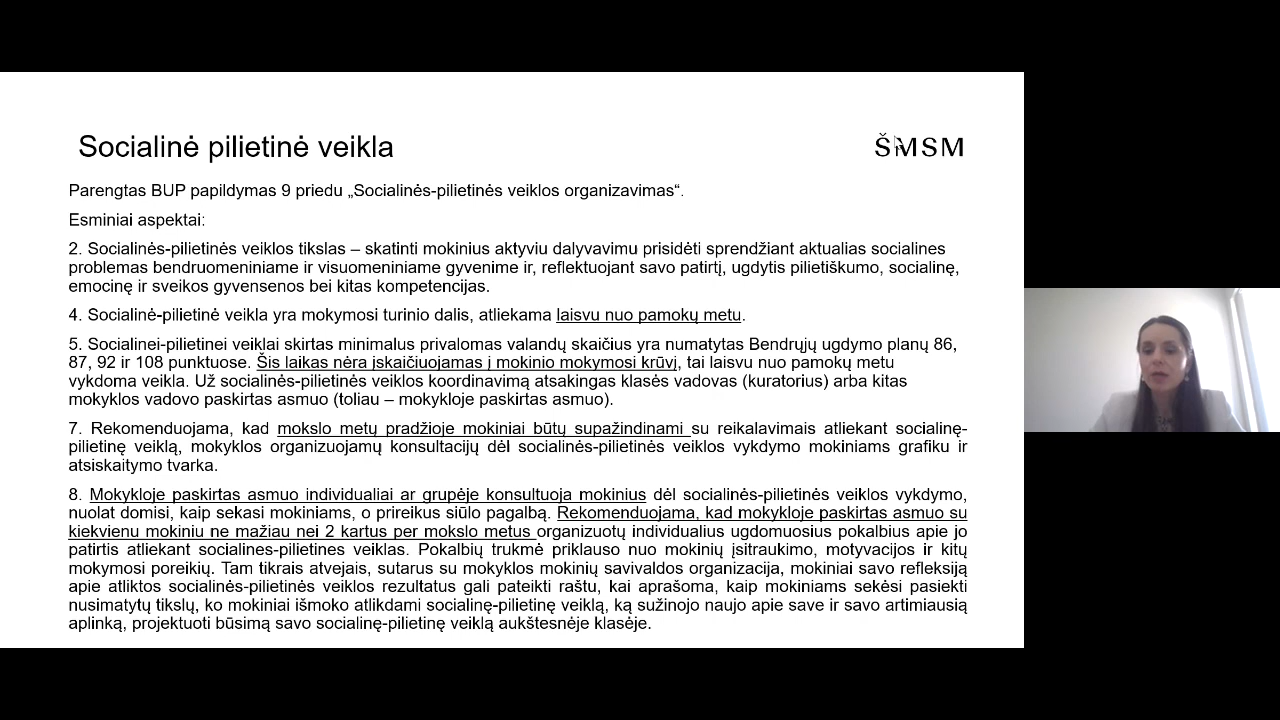 Socialinė pilietinė veikla
ŠMSM
Parengtas BUP papildymas 9 priedu „Socialinės-pilietinės veiklos organizavimas“.
Esminiai aspektai:
2. Socialinės-pilietinės veiklos tikslas – skatinti mokinius aktyviu dalyvavimu prisidėti sprendžiant aktualias socialines
problemas bendruomeniniame ir visuomeniniame gyvenime ir, reflektuojant savo patirtį, ugdytis pilietiškumo, socialinę,
emocinę ir sveikos gyvensenos bei kitas kompetencijas.
4. Socialinė-pilietinė veikla yra mokymosi turinio dalis, atliekama laisvu nuo pamokų metu.
5. Socialinei-pilietinei veiklai skirtas minimalus privalomas valandų skaičius yra numatytas Bendrųjų ugdymo planų 86,
87, 92 ir 108 punktuose. Šis laikas nėra įskaičiuojamas į mokinio mokymosi krūvį, tai laisvu nuo pamokų metu
vykdoma veikla. Už socialinės-pilietinės veiklos koordinavimą atsakingas klasės vadovas (kuratorius) arba kitas
mokyklos vadovo paskirtas asmuo (toliau – mokykloje paskirtas asmuo).
7. Rekomenduojama, kad mokslo metų pradžioje mokiniai būtų supažindinami su reikalavimais atliekant socialinę-
pilietinę veiklą, mokyklos organizuojamų konsultacijų dėl socialinės-pilietinės veiklos vykdymo mokiniams grafiku ir
atsiskaitymo tvarka.
8. Mokykloje paskirtas asmuo individualiai ar grupėje konsultuoja mokinius dėl socialinės-pilietinės veiklos vykdymo,
nuolat domisi, kaip sekasi mokiniams, o prireikus siūlo pagalbą. Rekomenduojama, kad mokykloje paskirtas asmuo su
kiekvienu mokiniu ne mažiau nei 2 kartus per mokslo metus organizuotų individualius ugdomuosius pokalbius apie jo
patirtis atliekant socialines-pilietines veiklas. Pokalbių trukmė priklauso nuo mokinių įsitraukimo, motyvacijos ir kitų
mokymosi poreikių. Tam tikrais atvejais, sutarus su mokyklos mokinių savivaldos organizacija, mokiniai savo refleksiją
apie atliktos socialinės-pilietinės veiklos rezultatus gali pateikti raštu, kai aprašoma, kaip mokiniams sekėsi pasiekti
nusimatytų tikslų, ko mokiniai išmoko atlikdami socialinę-pilietinę veiklą, ką sužinojo naujo apie save ir savo artimiausią
aplinką, projektuoti būsimą savo socialinę-pilietinę veiklą aukštesnėje klasėje.